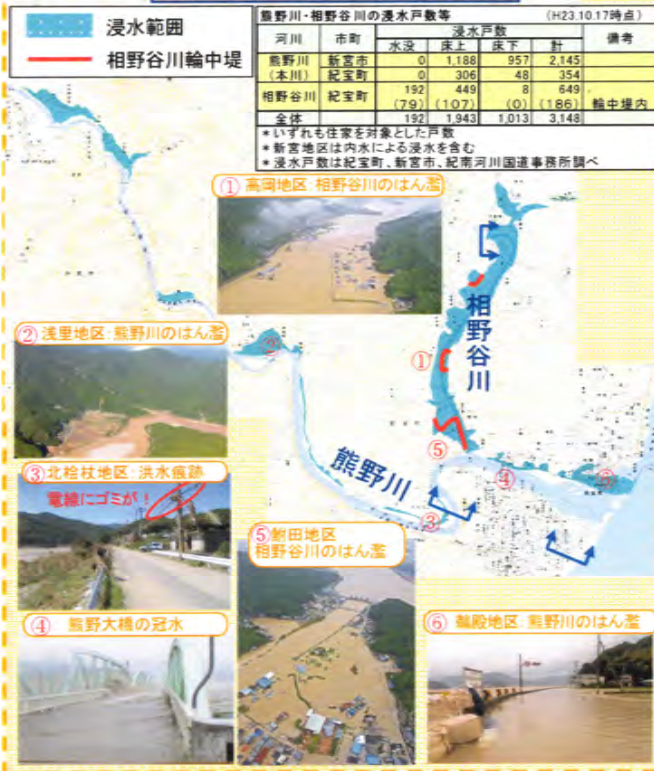 浸水範囲
相野谷川輪中堤
熊野川・相野谷川の浸水戸数等 (H23.10.17時点)
河川 市町 浸水戸数 備考
水没 床上 床下 計
熊野川 新宮市 0 1,188 957 2,145
(本川) 紀宝町 0 306 48 354
相野谷川 紀宝町 192 449 8 649
(79) (107) (0) (186) 輪中堤内
全体 192 1,943 1,013 3,148
*いずれも住家を対象とした戸数
*新宮地区は内水による浸水を含む
*浸水戸数は紀宝町、新宮市、紀南河川国道事務所調べ
① 高岡地区:相野谷川のはん濫
相野谷川
② 浅里地区:熊野川のはん濫
②
①
⑤
熊野川
④
⑥
③
③北桧杖地区:洪水痕跡
電線にゴミが!
⑤鮒田地区
相野谷川のはん濫
④ 熊野大橋の冠水
⑥ 鵜殿地区:熊野川のはん濫